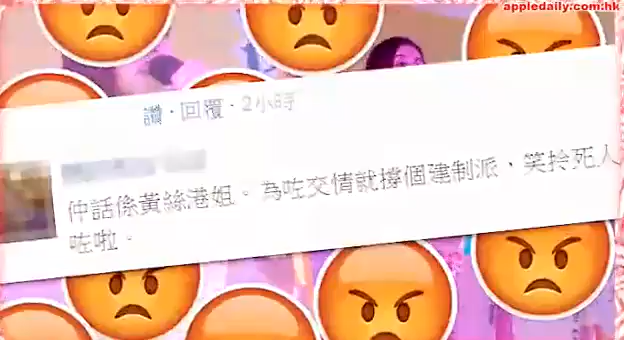 appledaily.com.hk
讚 · 回覆 · 2小時
仲話係黃絲港姐。為咗交情就撐個建制派、笑拎死人
咗啦。